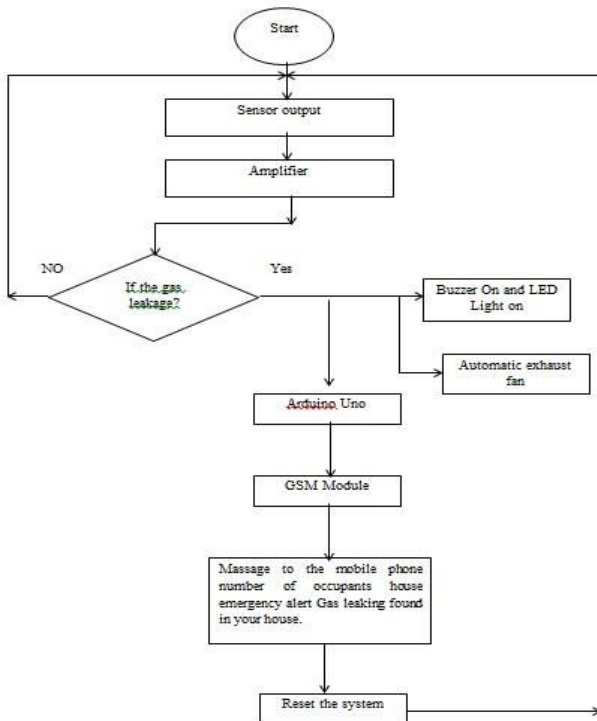 Start
Sensor output
Amplifier
NO
If the gas
leakage?
Yes
Buzzer On and LED
Light on
Automatic exhaust
fan
Arduino Uno
GSM Module
Massage to the mobile phone
number of occupants house
emergency alert Gas leaking found
in your house.
Reset the system